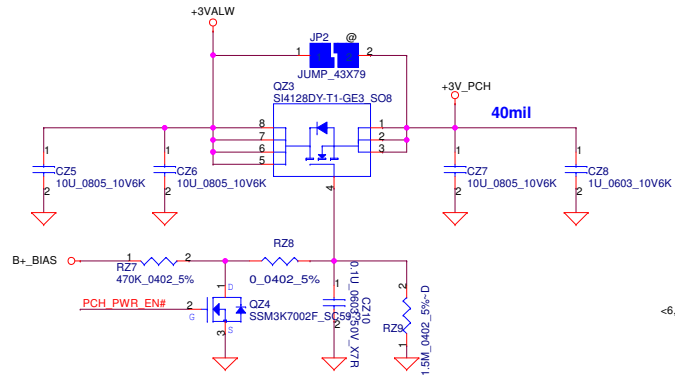 +3VALW
JP2 @
1 2
JUMP_43X79
QZ3
SI4128DY-T1-GE3_SO8
+3V_PCH
40mil
8 1
7 2
6 3
5
4
1 1 1 1
CZ5 CZ6 CZ7 CZ8
10U_0805_10V6K 10U_0805_10V6K 10U_0805_10V6K 1U_0603_10V6K
2 2 2 2
B+_BIAS
1 2
RZ7
470K_0402_5%
RZ8
0_0402_5%
1 D
PCH_PWR_EN#
2
G
QZ4
SSM3K7002F_SC59-3
3 S
1
2
0.1U_0603_50V_X7R
CZ10
2
RZ9
1
1.5M_0402_5%~D
<6,